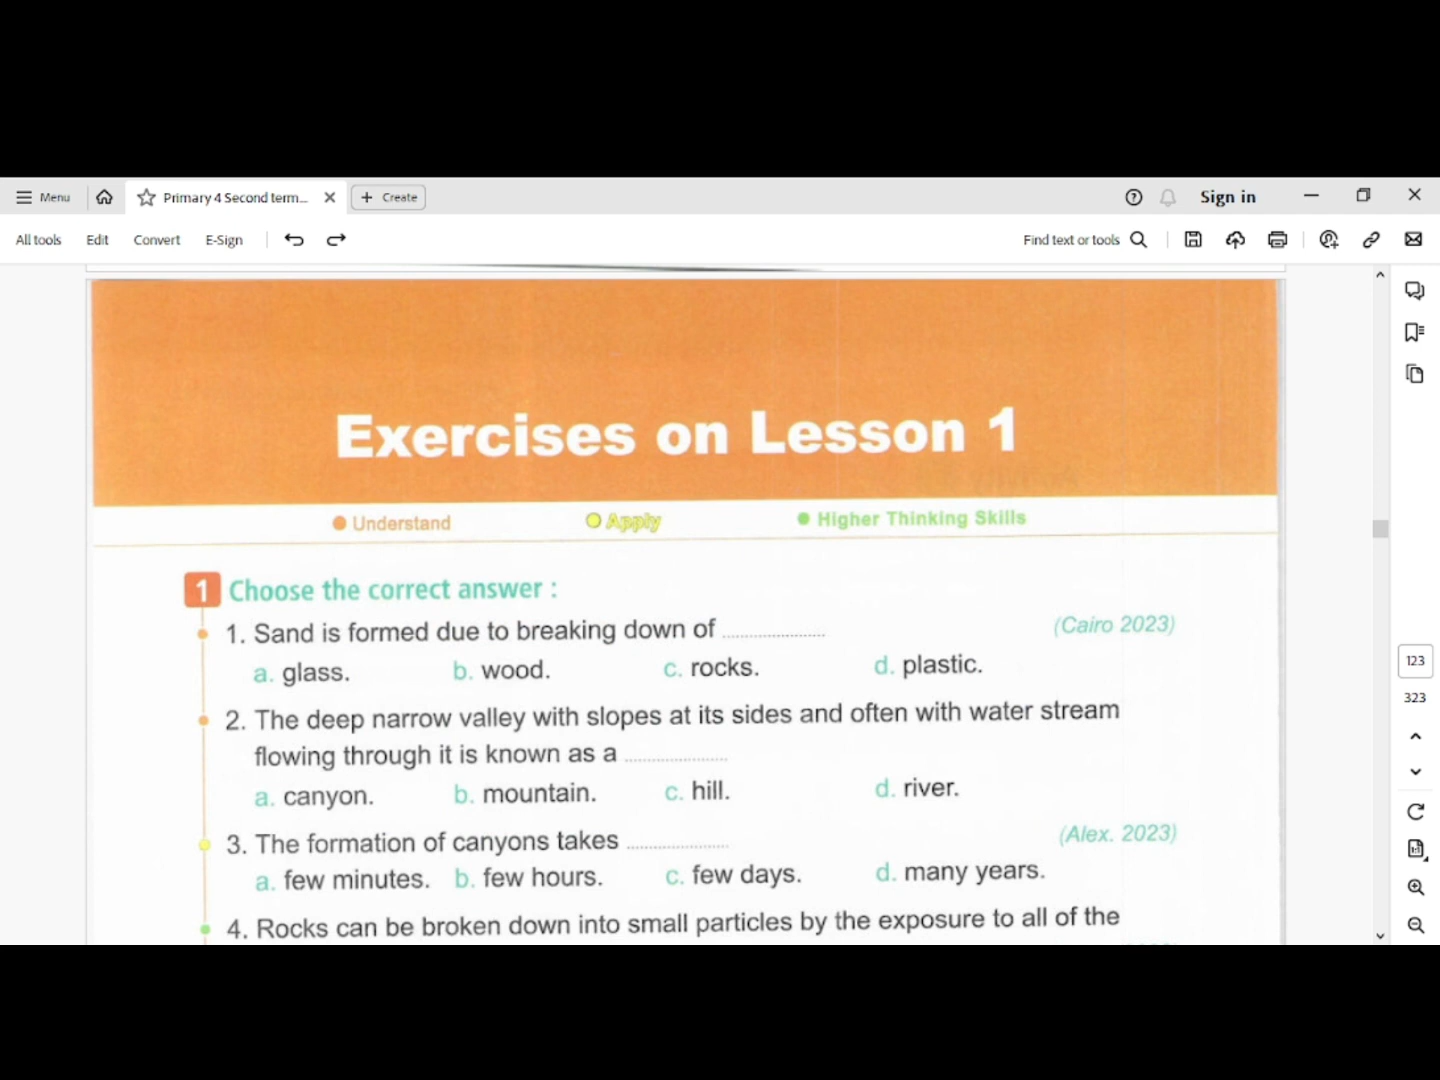 Menu
Primary 4 Second term...
Create
Sign in
All tools
Edit
Convert
E-Sign
Find text or tools
Exercises on Lesson 1
Understand
Apply
Higher Thinking Skills
1 Choose the correct answer :
1. Sand is formed due to breaking down of .................... (Cairo 2023)
a. glass. b. wood. c. rocks. d. plastic.
2. The deep narrow valley with slopes at its sides and often with water stream
flowing through it is known as a ....................
a. canyon. b. mountain. c. hill. d. river.
3. The formation of canyons takes .................... (Alex. 2023)
a. few minutes. b. few hours. c. few days. d. many years.
4. Rocks can be broken down into small particles by the exposure to all of the
123
323